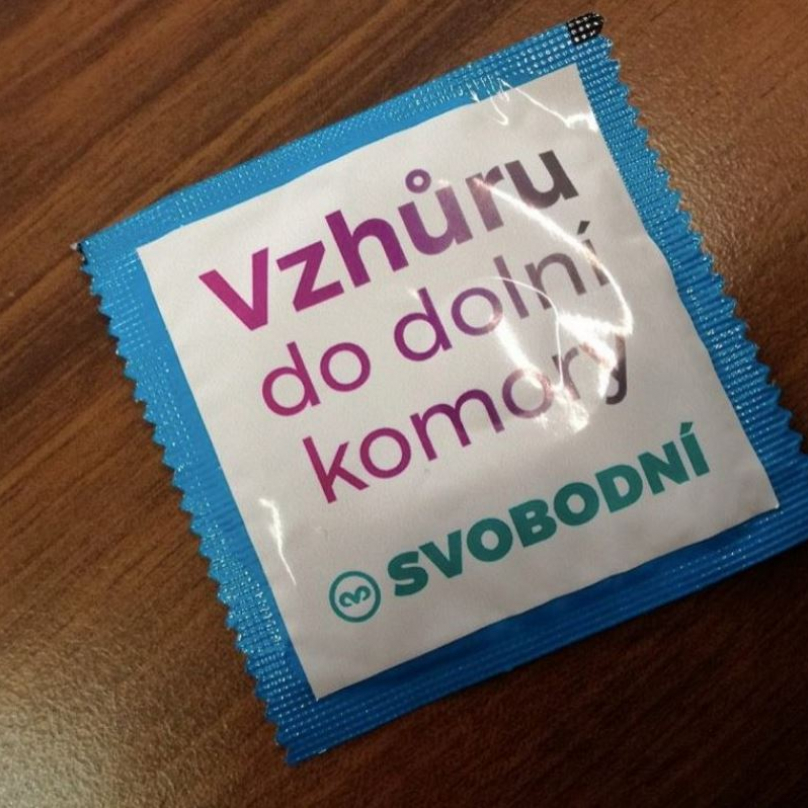 Vzhůru
do dolní
komory
SVOBODNÍ